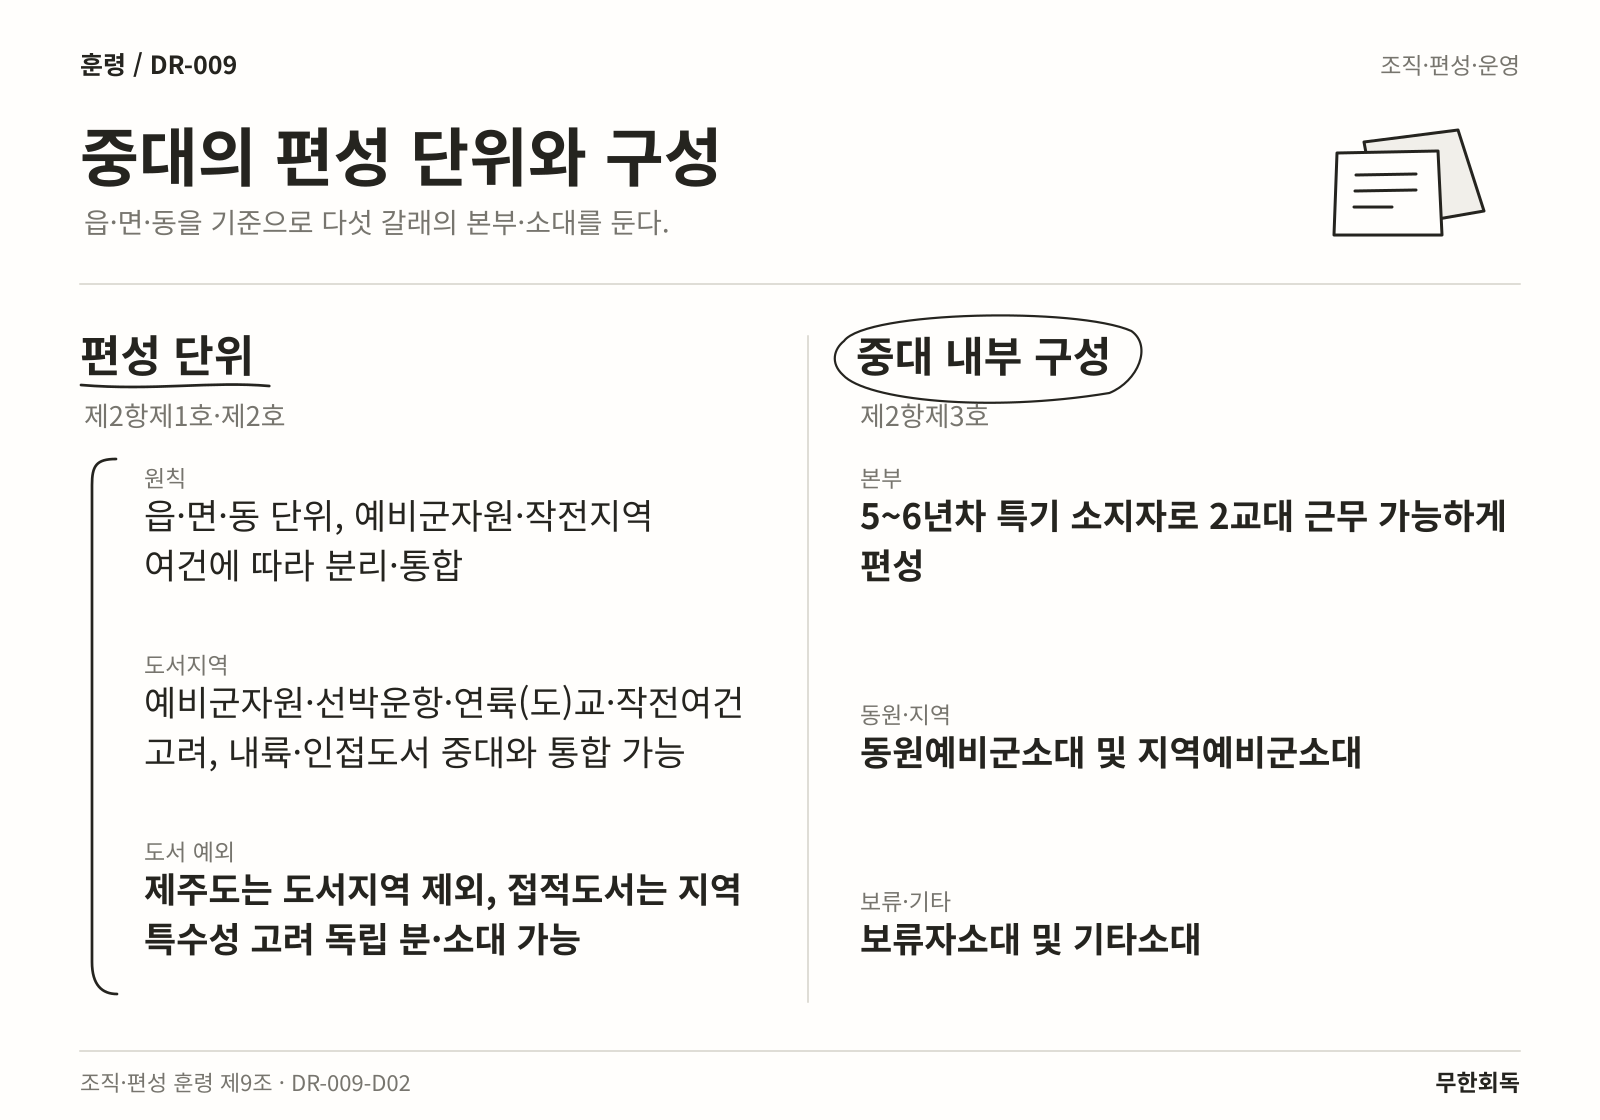 훈령 / DR-009
조직·편성·운영
중대의 편성 단위와 구성
읍·면·동을 기준으로 다섯 갈래의 본부·소대를 둔다.
편성 단위
제2항제1호·제2호
원칙
읍·면·동 단위, 예비군자원·작전지역
여건에 따라 분리·통합
도서지역
예비군자원·선박운항·연륙(도)교·작전여건
고려, 내륙·인접도서 중대와 통합 가능
도서 예외
제주도는 도서지역 제외, 접적도서는 지역
특수성 고려 독립 분·소대 가능
중대 내부 구성
제2항제3호
본부
5~6년차 특기 소지자로 2교대 근무 가능하게
편성
동원·지역
동원예비군소대 및 지역예비군소대
보류·기타
보류자소대 및 기타소대
조직·편성 훈령 제9조 · DR-009-D02
무한회독